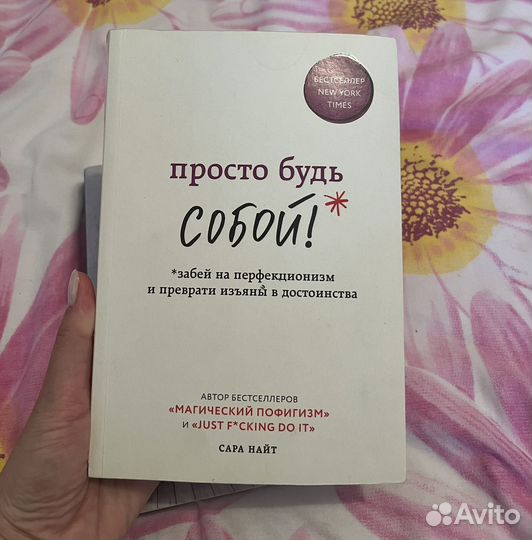 БЕСТСЕЛЛЕР
NEW YORK
TIMES
просто будь
СОБОЙ!*
*забей на перфекционизм
и преврати изъяны в достоинства
АВТОР БЕСТСЕЛЛЕРОВ
«МАГИЧЕСКИЙ ПОФИГИЗМ»
И «JUST F*CKING DO IT»
САРА НАЙТ
Avito